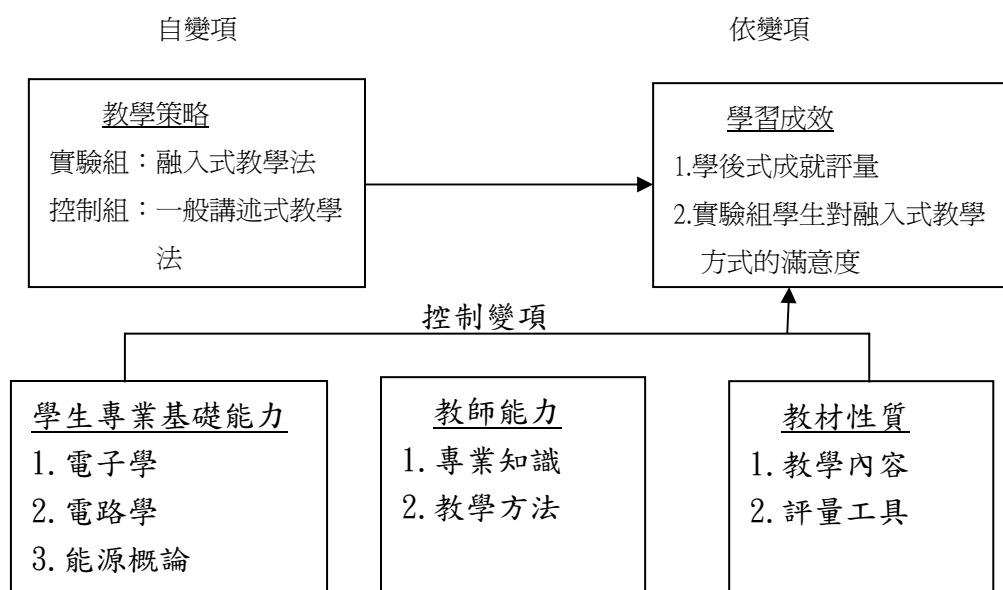 自變項
依變項
教學策略
實驗組：融入式教學法
控制組：一般講述式教學
法
學習成效
1.學後式成就評量
2.實驗組學生對融入式教學
方式的滿意度
控制變項
學生專業基礎能力
1.電子學
2.電路學
3.能源概論
教師能力
1.專業知識
2.教學方法
教材性質
1.教學內容
2.評量工具